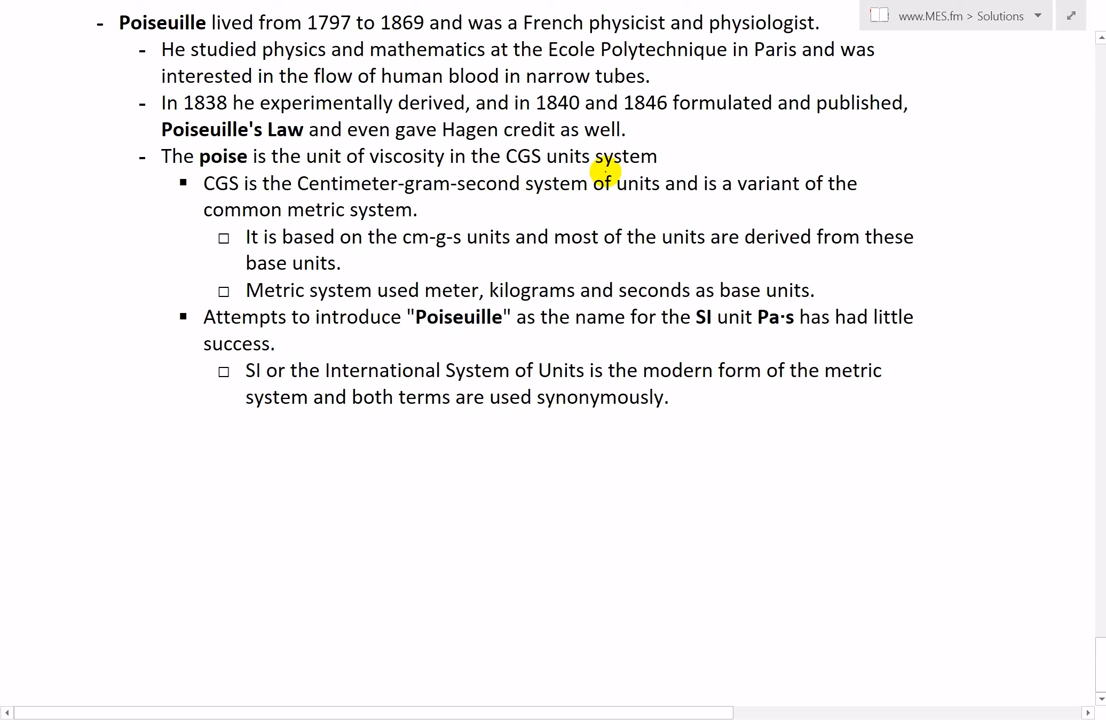 www.MES.fm > Solutions
- Poiseuille lived from 1797 to 1869 and was a French physicist and physiologist.
- He studied physics and mathematics at the Ecole Polytechnique in Paris and was
interested in the flow of human blood in narrow tubes.
- In 1838 he experimentally derived, and in 1840 and 1846 formulated and published,
Poiseuille's Law and even gave Hagen credit as well.
- The poise is the unit of viscosity in the CGS units system
▪ CGS is the Centimeter-gram-second system of units and is a variant of the
common metric system.
□ It is based on the cm-g-s units and most of the units are derived from these
base units.
□ Metric system used meter, kilograms and seconds as base units.
▪ Attempts to introduce "Poiseuille" as the name for the SI unit Pa·s has had little
success.
□ SI or the International System of Units is the modern form of the metric
system and both terms are used synonymously.